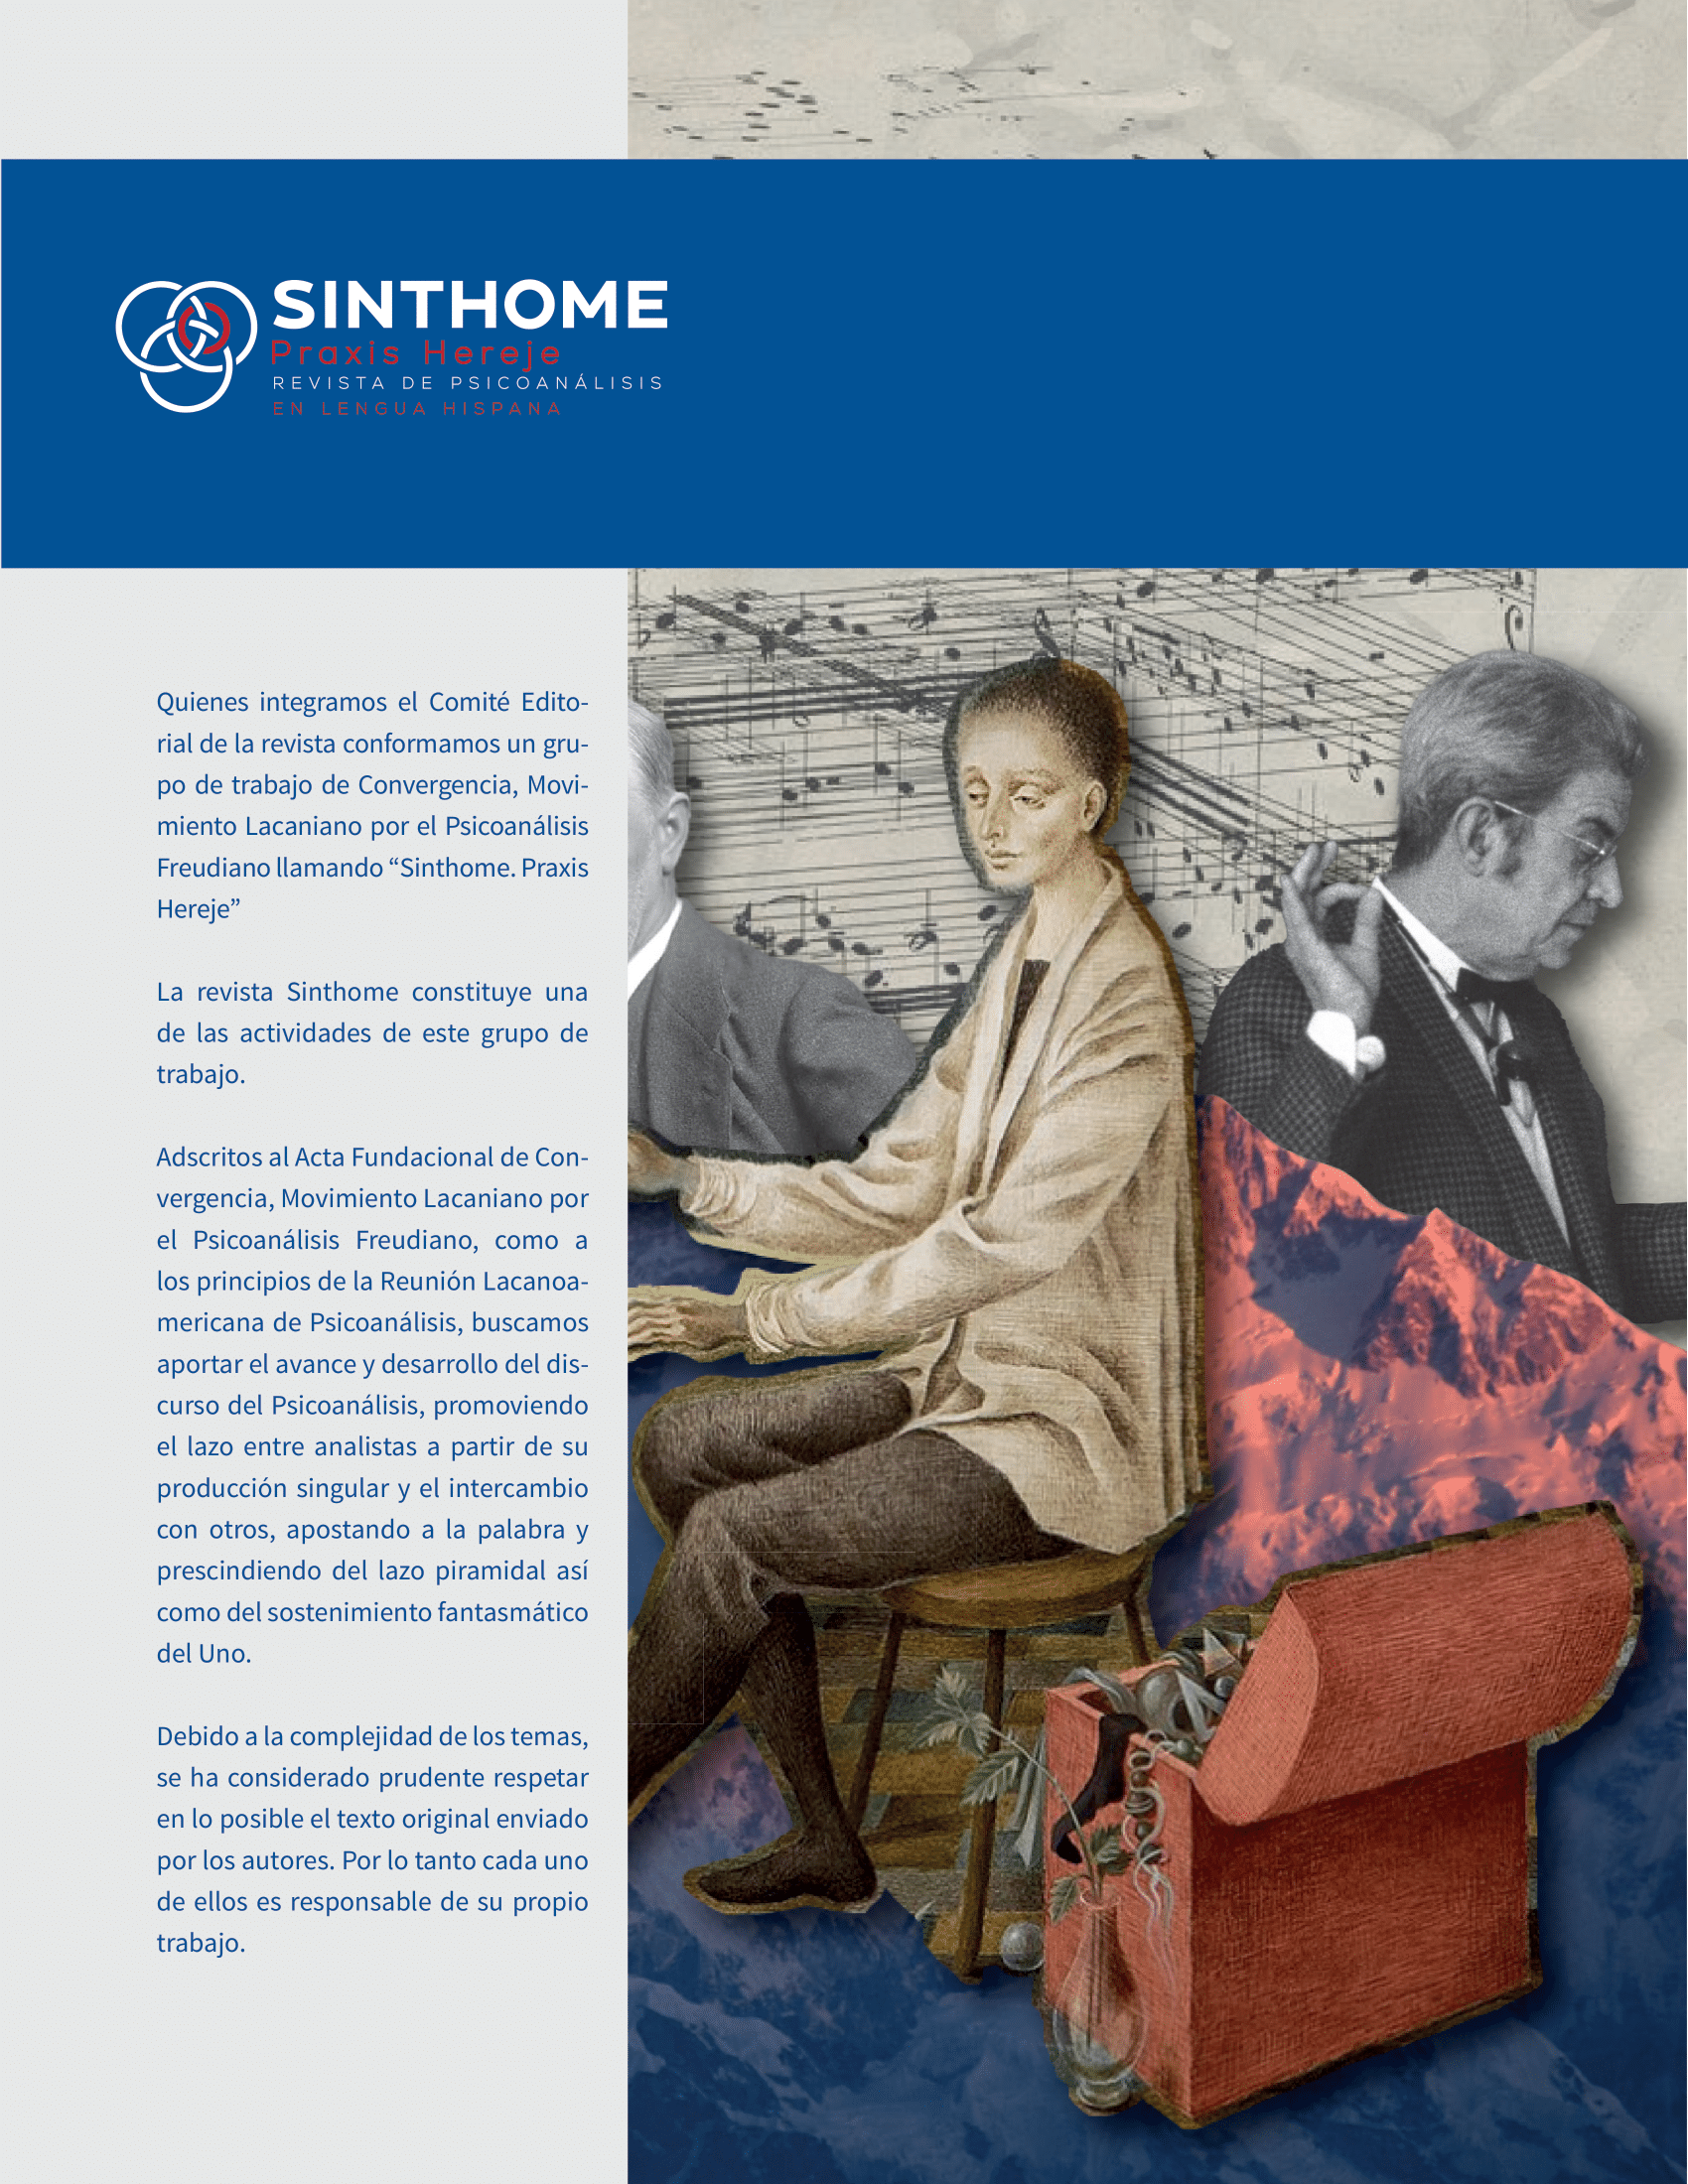 SINTHOME
Praxis Hereje
REVISTA DE PSICOANÁLISIS
EN LENGUA HISPANA
Quienes integramos el Comité Edito-
rial de la revista conformamos un gru-
po de trabajo de Convergencia, Movi-
miento Lacaniano por el Psicoanálisis
Freudiano llamando “Sinthome. Praxis
Hereje”
La revista Sinthome constituye una
de las actividades de este grupo de
trabajo.
Adscritos al Acta Fundacional de Con-
vergencia, Movimiento Lacaniano por
el Psicoanálisis Freudiano, como a
los principios de la Reunión Lacanoa-
mericana de Psicoanálisis, buscamos
aportar el avance y desarrollo del dis-
curso del Psicoanálisis, promoviendo
el lazo entre analistas a partir de su
producción singular y el intercambio
con otros, apostando a la palabra y
prescindiendo del lazo piramidal así
como del sostenimiento fantasmático
del Uno.
Debido a la complejidad de los temas,
se ha considerado prudente respetar
en lo posible el texto original enviado
por los autores. Por lo tanto cada uno
de ellos es responsable de su propio
trabajo.